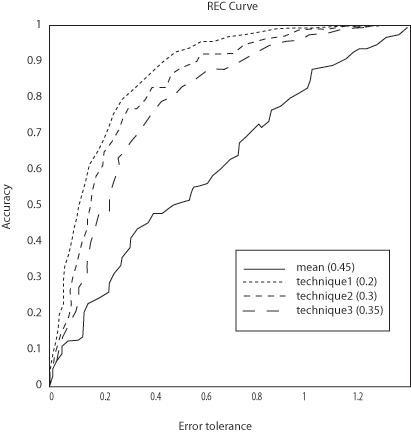 REC Curve
1
0.9
0.8
0.7
0.6
0.5
0.4
0.3
0.2
0.1
0
Accuracy
mean (0.45)
technique1 (0.2)
technique2 (0.3)
technique3 (0.35)
0 0.2 0.4 0.6 0.8 1 1.2
Error tolerance